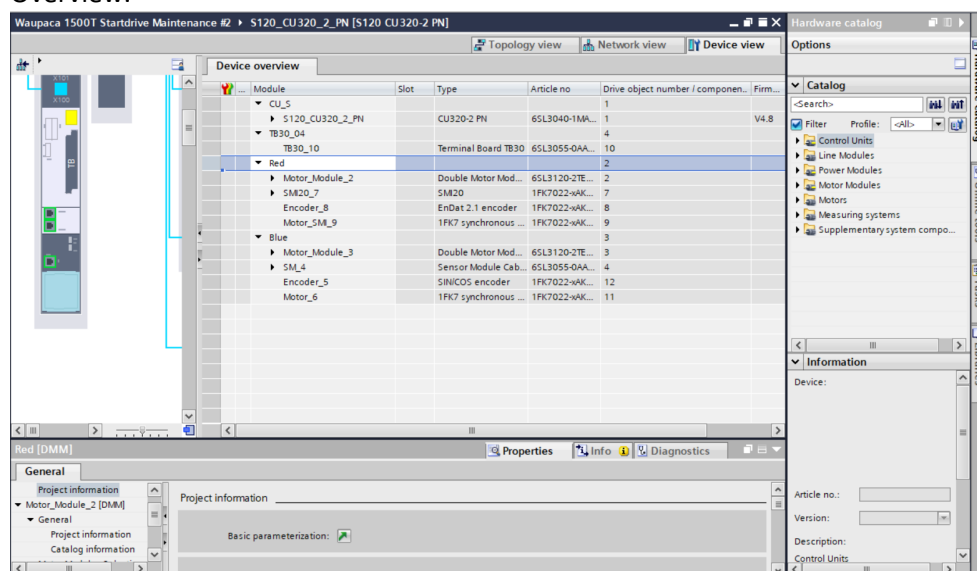 Overview:
Waupaca 1500T Startdrive Maintenance #2 ▸ S120_CU320_2_PN [S120 CU320-2 PN]
Topology view Network view Device view
Device overview
... Module Slot Type Article no Drive object number / componen.. Firm...
CU_S 1
S120_CU320_2_PN CU320-2 PN 6SL3040-1MA... 1 V4.8
TB30_04 4
TB30_10 Terminal Board TB30 6SL3055-0AA... 10
Red 2
Motor_Module_2 Double Motor Mod... 6SL3120-2TE... 2
SMI20_7 SMI20 1FK7022-xAK... 7
Encoder_8 EnDat 2.1 encoder 1FK7022-xAK... 8
Motor_SMI_9 1FK7 synchronous ... 1FK7022-xAK... 9
Blue 3
Motor_Module_3 Double Motor Mod... 6SL3120-2TE... 3
SM_4 Sensor Module Cab... 6SL3055-0AA... 4
Encoder_5 SIN/COS encoder 1FK7022-xAK... 12
Motor_6 1FK7 synchronous ... 1FK7022-xAK... 11
X101
X100
TB
Red [DMM]
Properties Info Diagnostics
General
Project information
Motor_Module_2 [DMM]
General
Project information
Catalog information
Project information
Basic parameterization:
Hardware catalog
Options
Catalog
<Search>
Filter Profile: <All>
Control Units
Line Modules
Power Modules
Motor Modules
Motors
Measuring systems
Supplementary system compo...
Information
Device:
Article no.:
Version:
Description:
Control Units